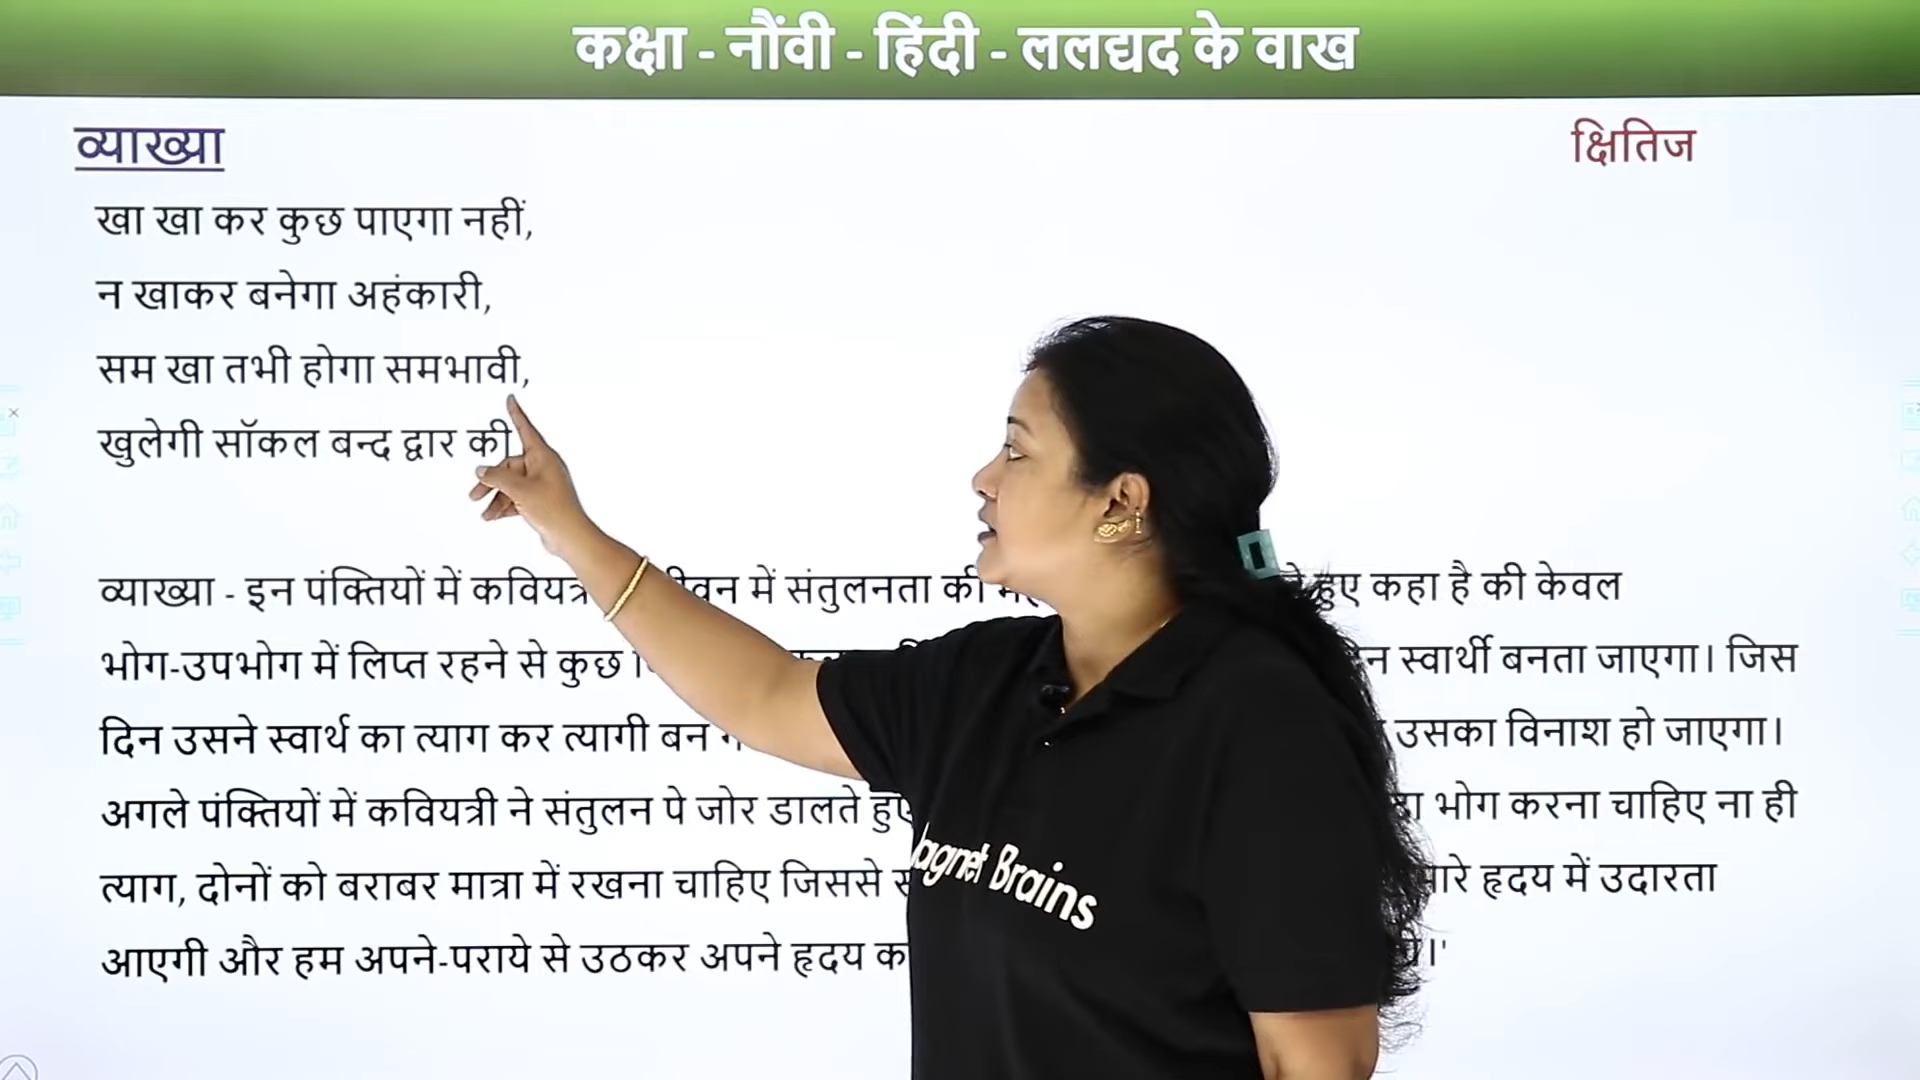 कक्षा - नौंवी - हिंदी - ललद्यद के वाख
व्याख्या
क्षितिज
खा खा कर कुछ पाएगा नहीं,
न खाकर बनेगा अहंकारी,
सम खा तभी होगा समभावी,
खुलेगी सॉकल बन्द द्वार की
व्याख्या - इन पंक्तियों में में संतुलनता की हुए कहा है की केवल
भोग-उपभोग में लिप्त रहने से कुछ स्वार्थी बनता जाएगा। जिस
दिन उसने स्वार्थ का त्याग कर त्यागी बन उसका विनाश हो जाएगा।
अगले पंक्तियों में कवियत्री ने संतुलन पे जोर डालते हुए भोग करना चाहिए ना ही
त्याग, दोनों को बराबर मात्रा में रखना चाहिए जिससे हृदय में उदारता
आएगी और हम अपने-पराये से उठकर अपने हृदय
Magnet Brains